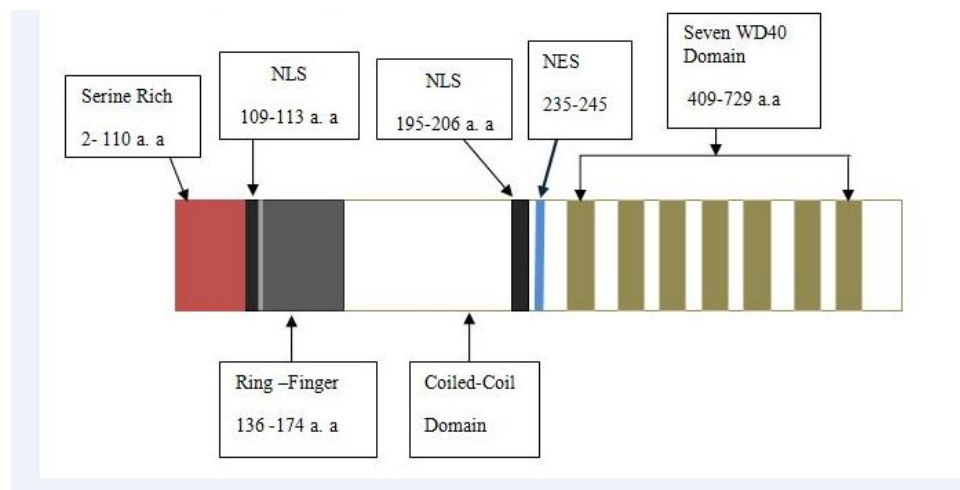 Serine Rich
2- 110 a. a
NLS
109-113 a. a
NLS
195-206 a. a
NES
235-245
Seven WD40
Domain
409-729 a.a
Ring –Finger
136 -174 a. a
Coiled-Coil
Domain